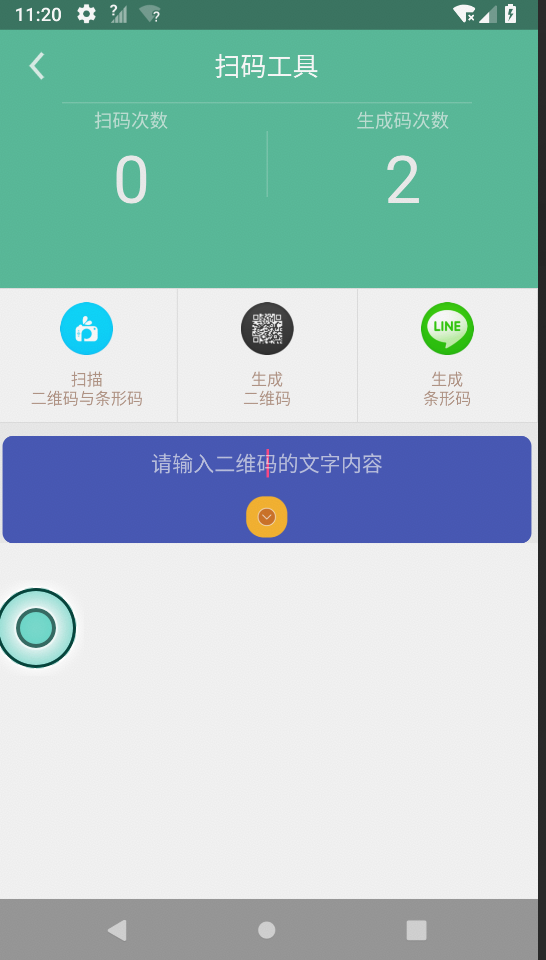 11:20
扫码工具
扫码次数
生成码次数
0
2
LINE
扫描
二维码与条形码
生成
二维码
生成
条形码
请输入二维码的文字内容